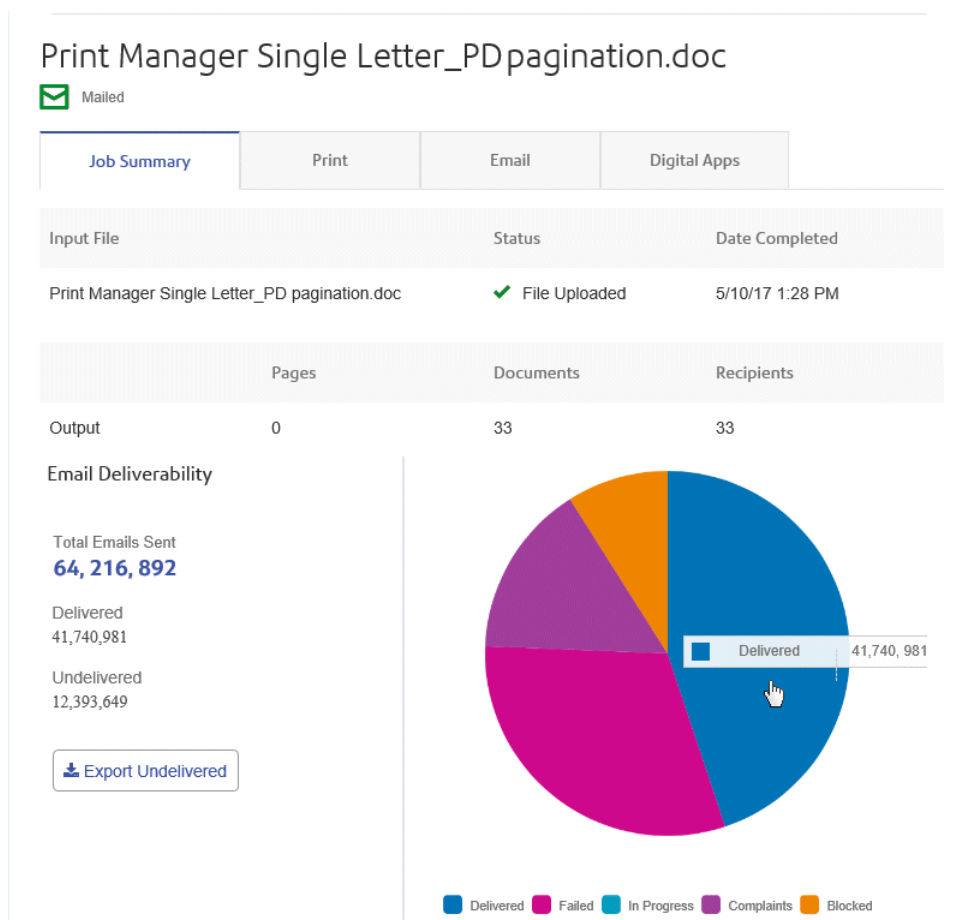 Print Manager Single Letter_PD pagination.doc
Mailed
Job Summary Print Email Digital Apps
Input File Status Date Completed
Print Manager Single Letter_PD pagination.doc File Uploaded 5/10/17 1:28 PM
Pages Documents Recipients
Output 0 33 33
Email Deliverability
Total Emails Sent
64, 216, 892
Delivered
41,740,981
Undelivered
12,393,649
Export Undelivered
Delivered 41,740, 981
Delivered Failed In Progress Complaints Blocked